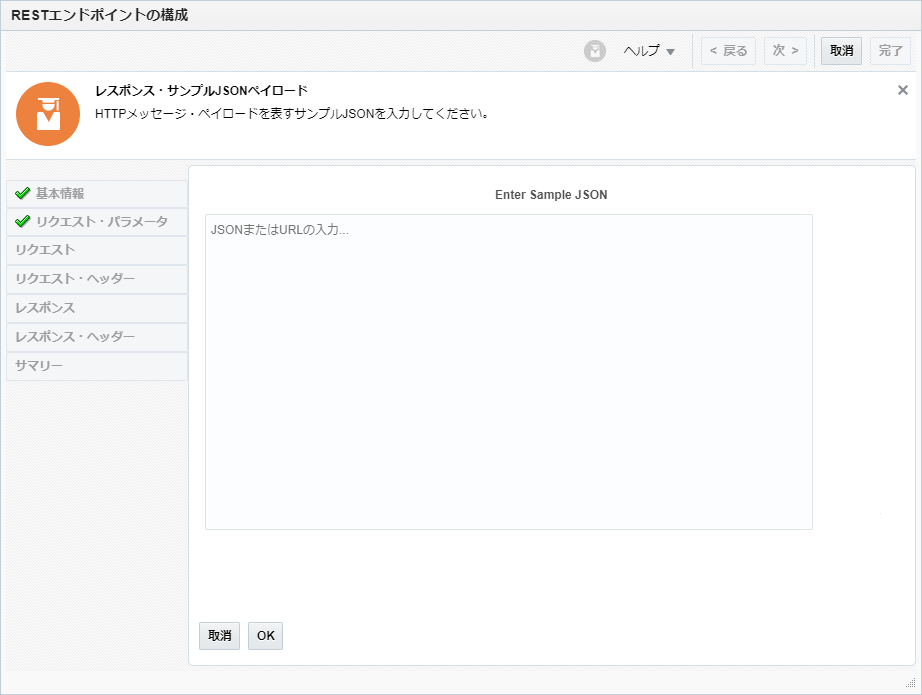 RESTエンドポイントの構成
ヘルプ
< 戻る
次 >
取消
完了
レスポンス・サンプルJSONペイロード
HTTPメッセージ・ペイロードを表すサンプルJSONを入力してください。
基本情報
リクエスト・パラメータ
リクエスト
リクエスト・ヘッダー
レスポンス
レスポンス・ヘッダー
サマリー
Enter Sample JSON
JSONまたはURLの入力...
取消
OK